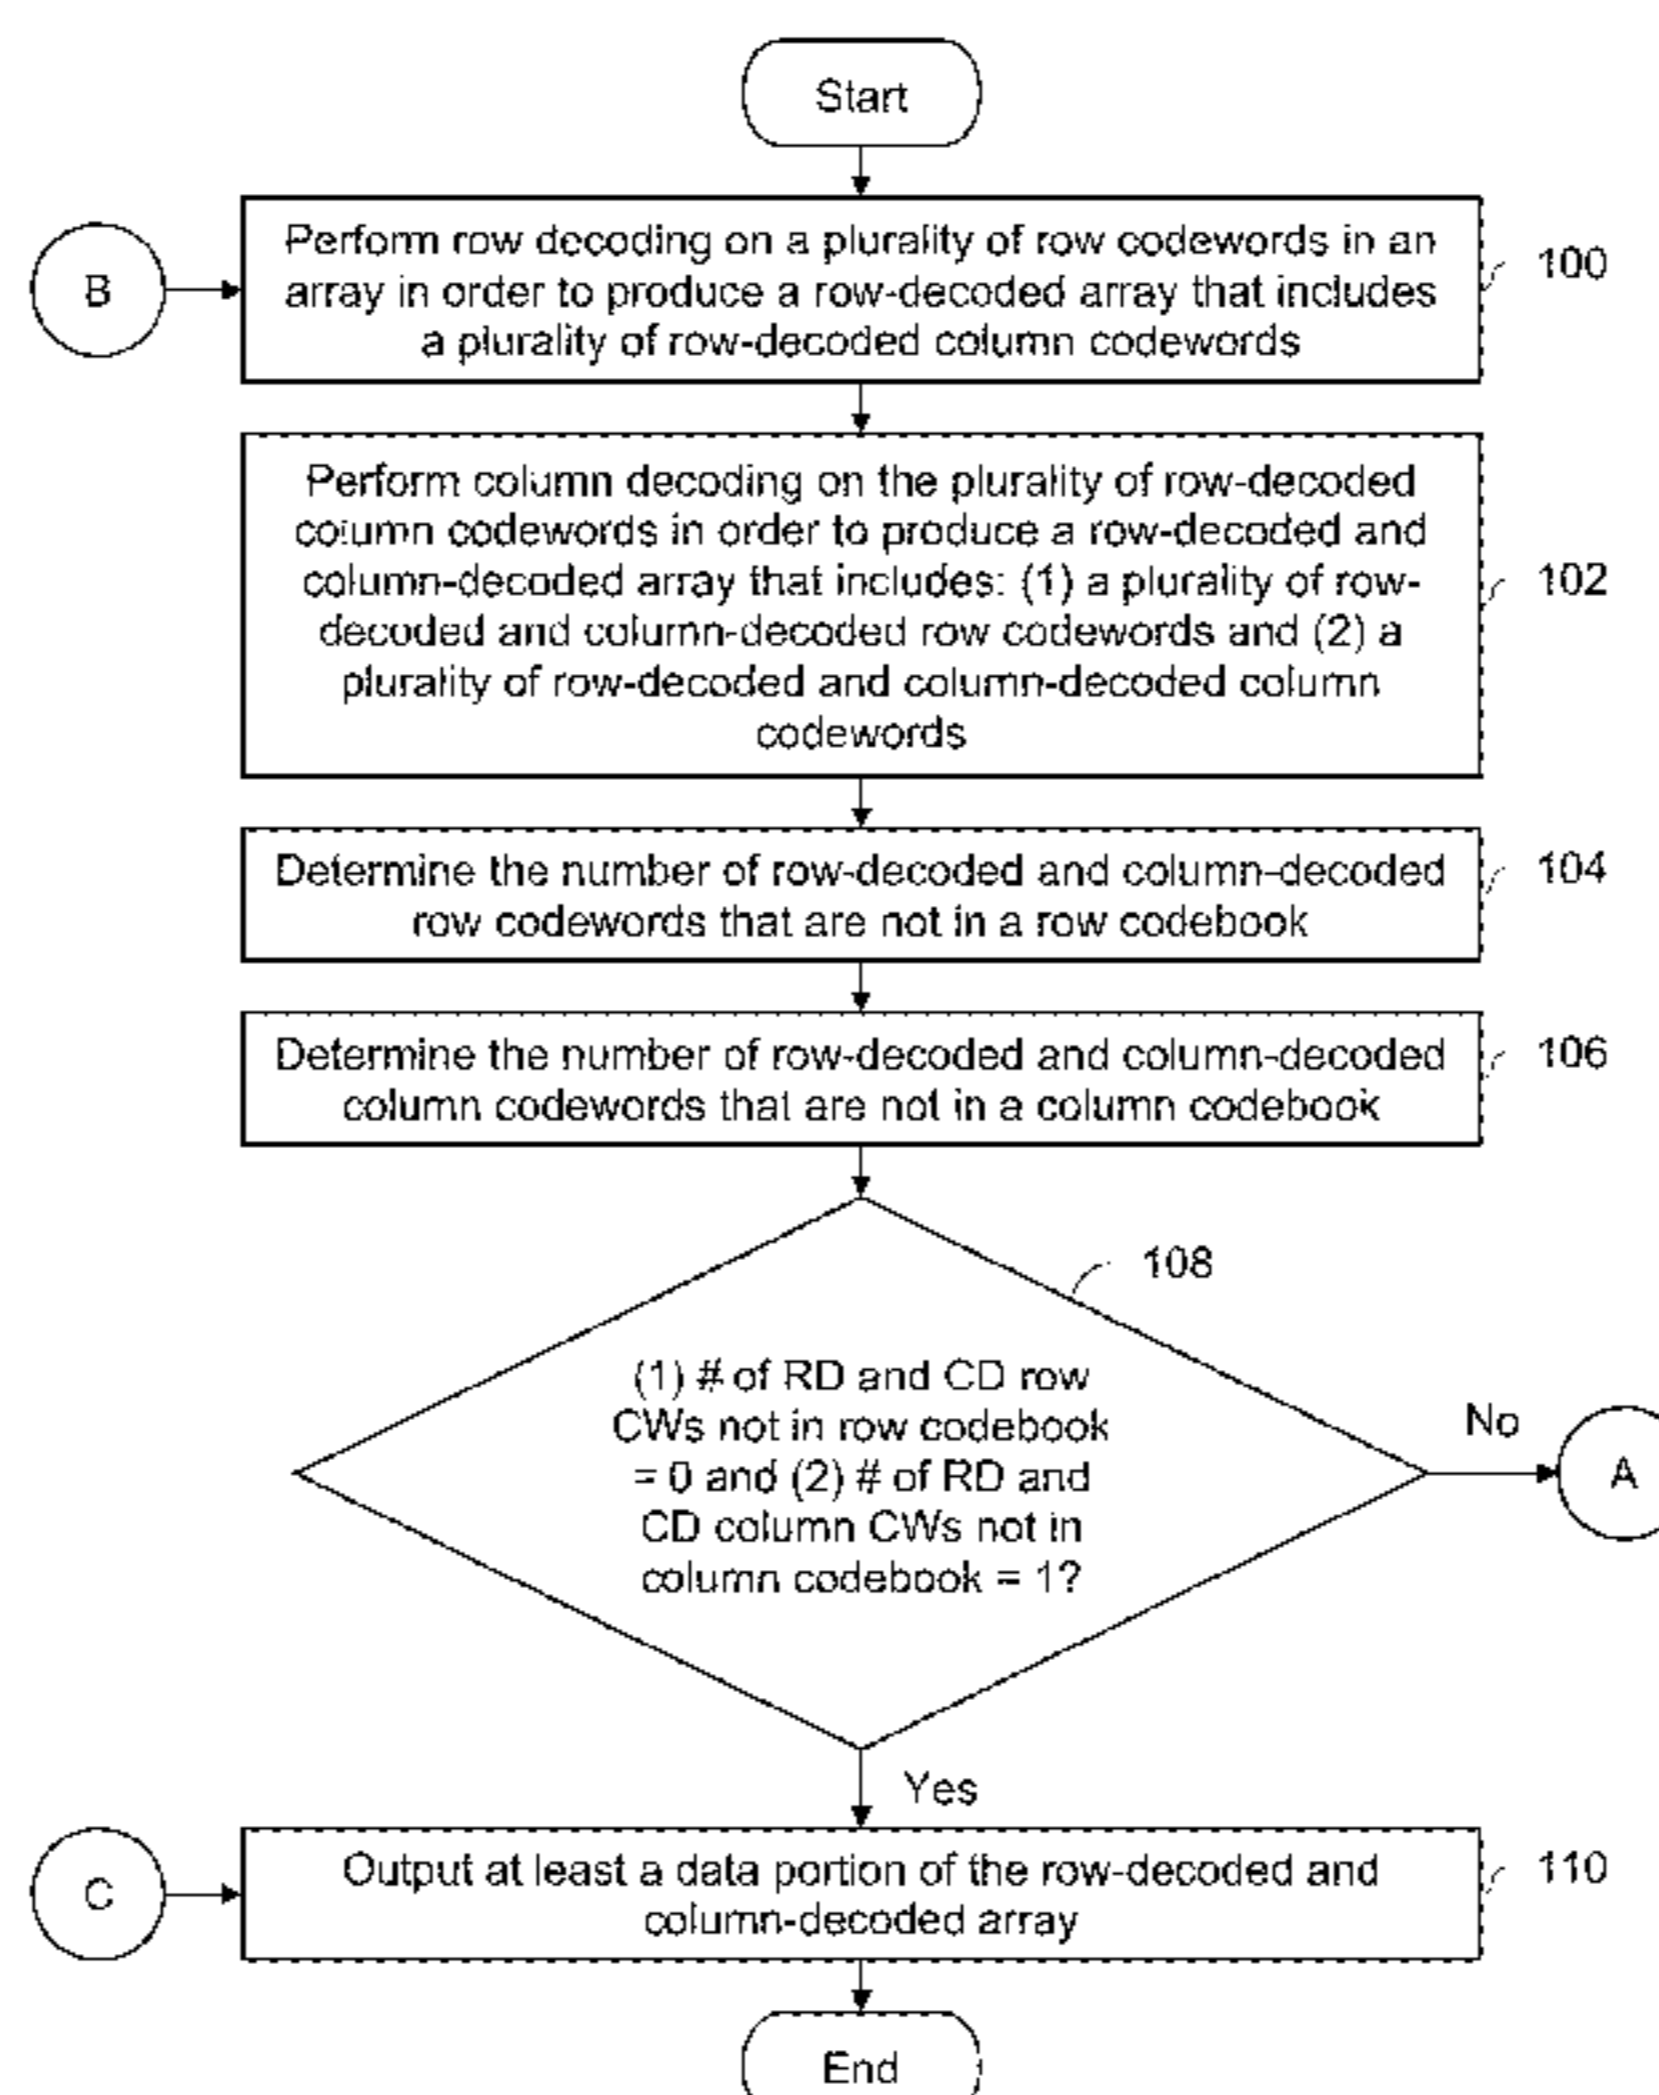 Start
B
Perform row decoding on a plurality of row codewords in an
array in order to produce a row-decoded array that includes
a plurality of row-decoded column codewords
100
Perform column decoding on the plurality of row-decoded
column codewords in order to produce a row-decoded and
column-decoded array that includes: (1) a plurality of row-
decoded and column-decoded row codewords and (2) a
plurality of row-decoded and column-decoded column
codewords
102
Determine the number of row-decoded and column-decoded
row codewords that are not in a row codebook
104
Determine the number of row-decoded and column-decoded
column codewords that are not in a column codebook
106
108
(1) # of RD and CD row
CWs not in row codebook
= 0 and (2) # of RD and
CD column CWs not in
column codebook = 1?
No
A
Yes
C
Output at least a data portion of the row-decoded and
column-decoded array
110
End